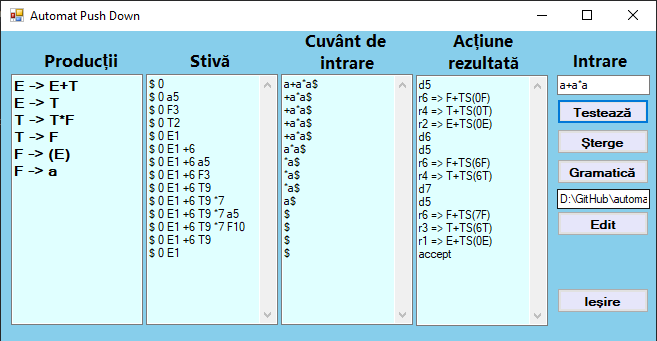 Automat Push Down
Producții
Stivă
Cuvânt de
intrare
Acțiune
rezultată
Intrare
E -> E+T
E -> T
T -> T*F
T -> F
F -> (E)
F -> a
$ 0
$ 0 a5
$ 0 F3
$ 0 T2
$ 0 E1
$ 0 E1 +6
$ 0 E1 +6 a5
$ 0 E1 +6 F3
$ 0 E1 +6 T9
$ 0 E1 +6 T9 *7
$ 0 E1 +6 T9 *7 a5
$ 0 E1 +6 T9 *7 F10
$ 0 E1 +6 T9
$ 0 E1
a+a*a$
+a*a$
+a*a$
+a*a$
+a*a$
a*a$
*a$
*a$
*a$
a$
$
$
$
$
d5
r6 => F+TS(0F)
r4 => T+TS(0T)
r2 => E+TS(0E)
d6
d5
r6 => F+TS(6F)
r4 => T+TS(6T)
d7
d5
r6 => F+TS(7F)
r3 => T+TS(6T)
r1 => E+TS(0E)
accept
a+a*a
Testează
Șterge
Gramatică
D:\GitHub\automa
Edit
Ieșire